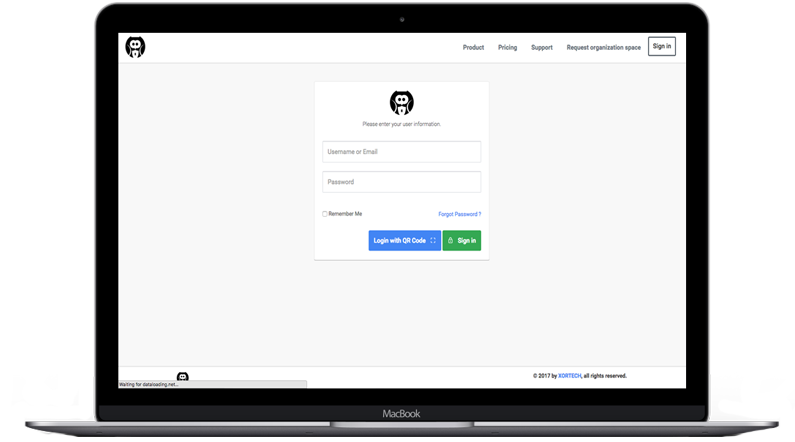 Product Pricing Support Request organization space Sign in
Please enter your user information.
Username or Email
Password
Remember Me Forgot Password ?
Login with QR Code Sign in
© 2017 by XORTECH, all rights reserved.
Waiting for dataloading.net...
MacBook